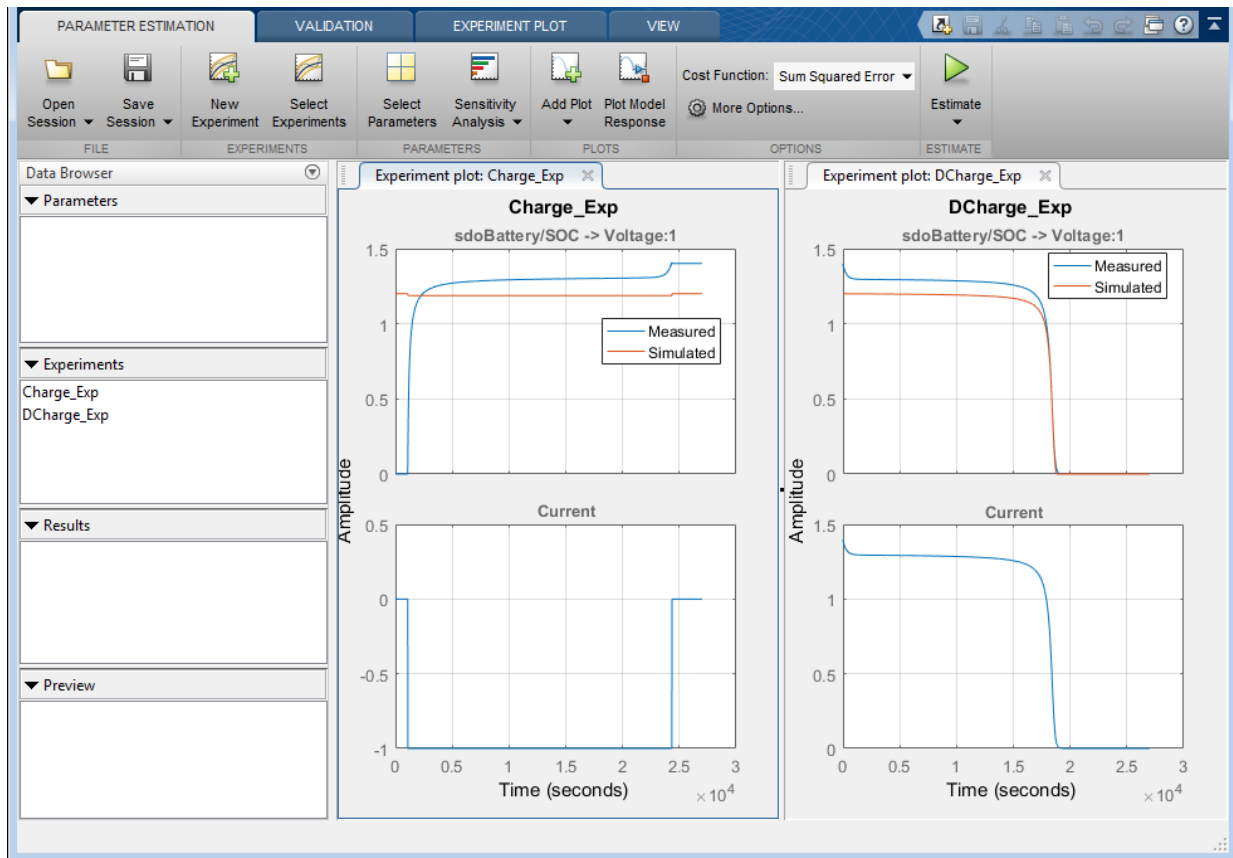 PARAMETER ESTIMATION
VALIDATION
EXPERIMENT PLOT
VIEW
Open
Session
Save
Session
New
Experiment
Select
Experiments
Select
Parameters
Sensitivity
Analysis
Add Plot
Plot Model
Response
Cost Function: Sum Squared Error
More Options...
Estimate
FILE
EXPERIMENTS
PARAMETERS
PLOTS
OPTIONS
ESTIMATE
Data Browser
Parameters
Experiments
Charge_Exp
DCharge_Exp
Results
Preview
Experiment plot: Charge_Exp
Charge_Exp
sdoBattery/SOC -> Voltage:1
1.5
1
0.5
0
Measured
Simulated
Amplitude
Current
0.5
0
-0.5
-1
0 0.5 1 1.5 2 2.5 3
Time (seconds)
×10^4
Experiment plot: DCharge_Exp
DCharge_Exp
sdoBattery/SOC -> Voltage:1
1.5
1
0.5
0
Measured
Simulated
Amplitude
Current
1.5
1
0.5
0
0 0.5 1 1.5 2 2.5 3
Time (seconds)
×10^4